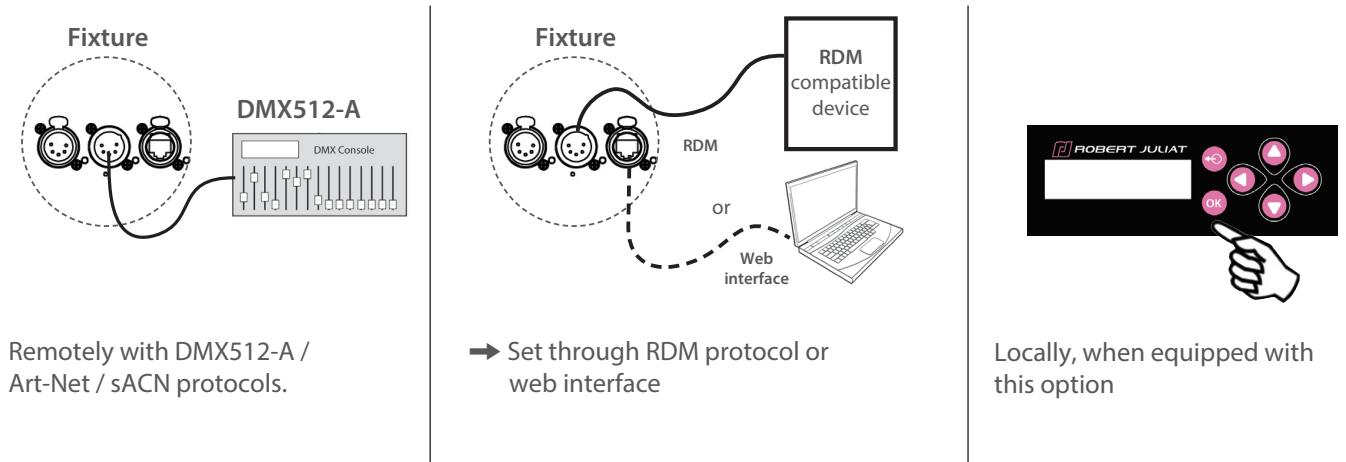 Fixture
DMX512-A
DMX Console
Remotely with DMX512-A /
Art-Net / sACN protocols.
Fixture
RDM
compatible
device
RDM
or
Web
interface
➡ Set through RDM protocol or
web interface
ROBERT JULIAT
OK
Locally, when equipped with
this option